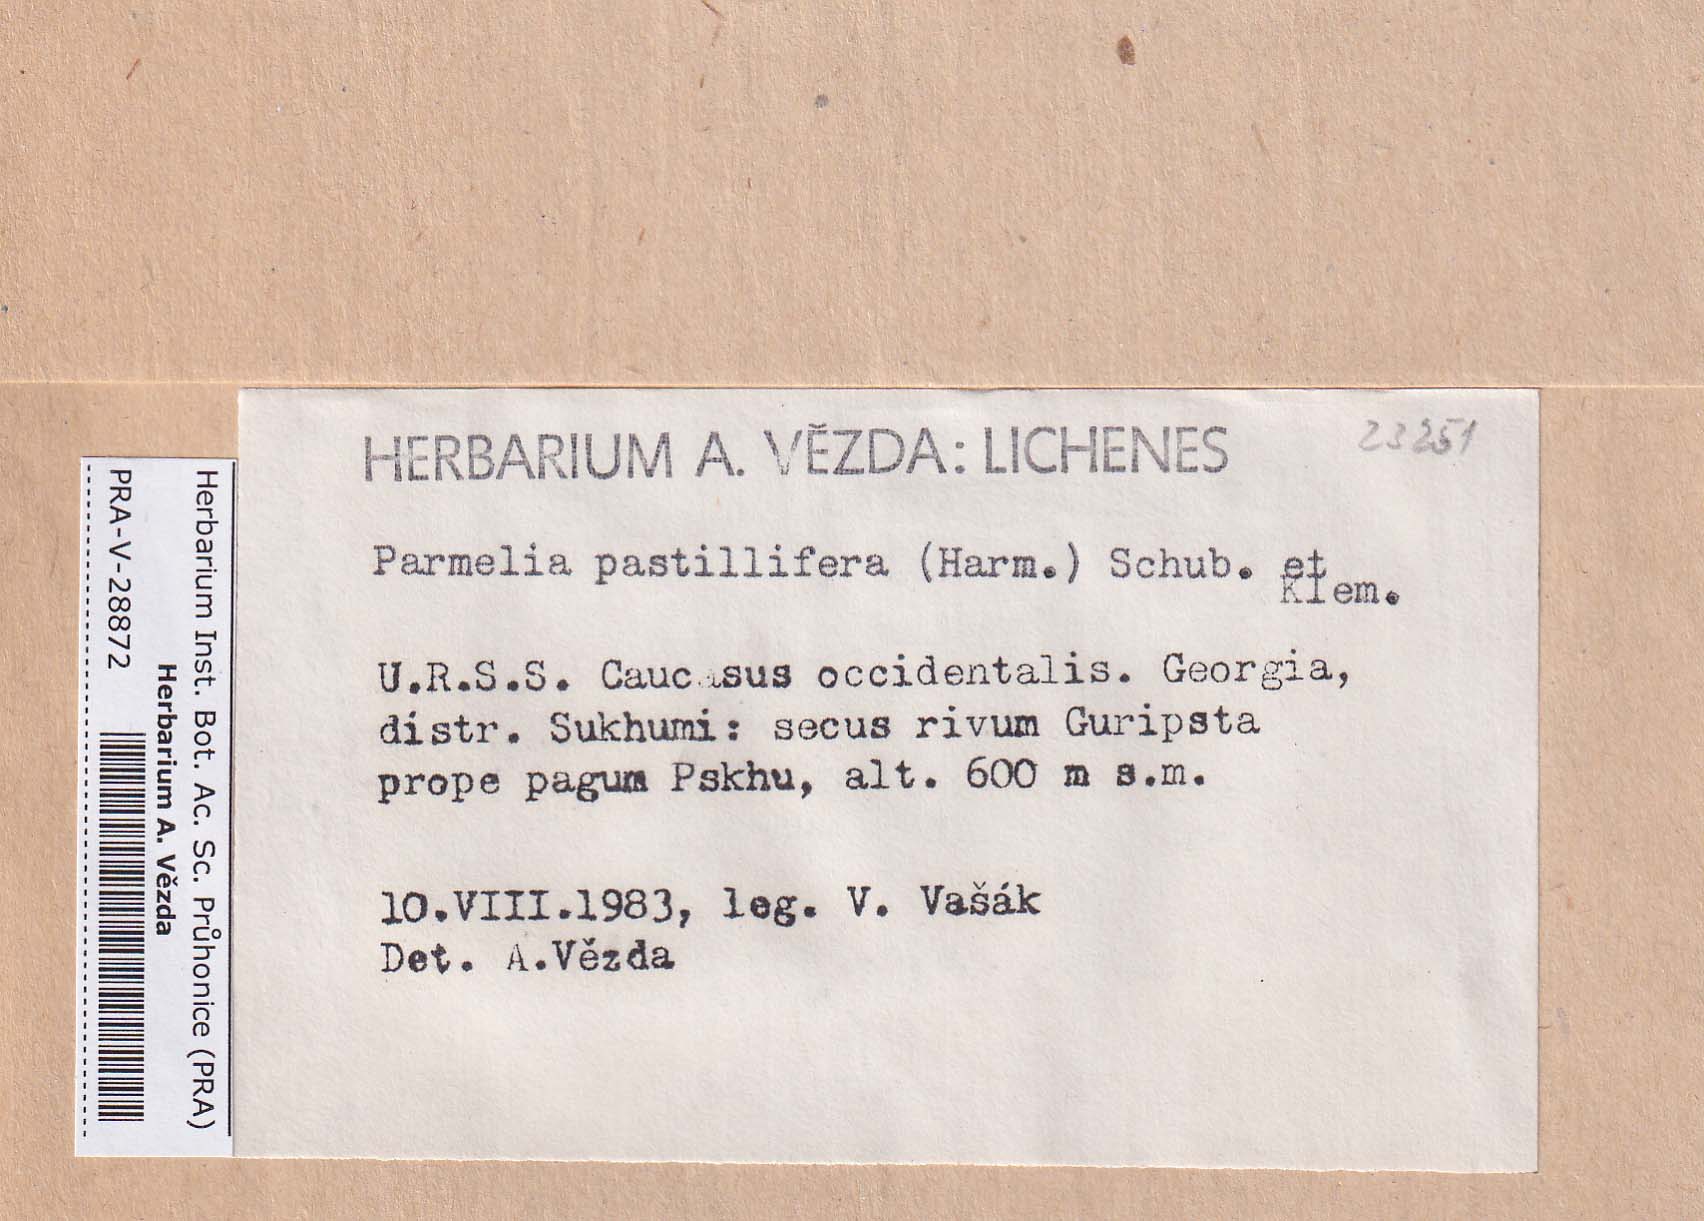 HERBARIUM A. VĚZDA: LICHENES
23251
Parmelia pastillifera (Harm.) Schub. et
Klem.
U.R.S.S. Caucasus occidentalis. Georgia,
distr. Sukhumi: secus rivum Guripsta
prope pagum Pskhu, alt. 600 m s.m.
10.VIII.1983, leg. V. Vašák
Det. A.Vězda
Herbarium Inst. Bot. Ac. Sc. Průhonice (PRA)
Herbarium A. Vězda
PRA-V-28872